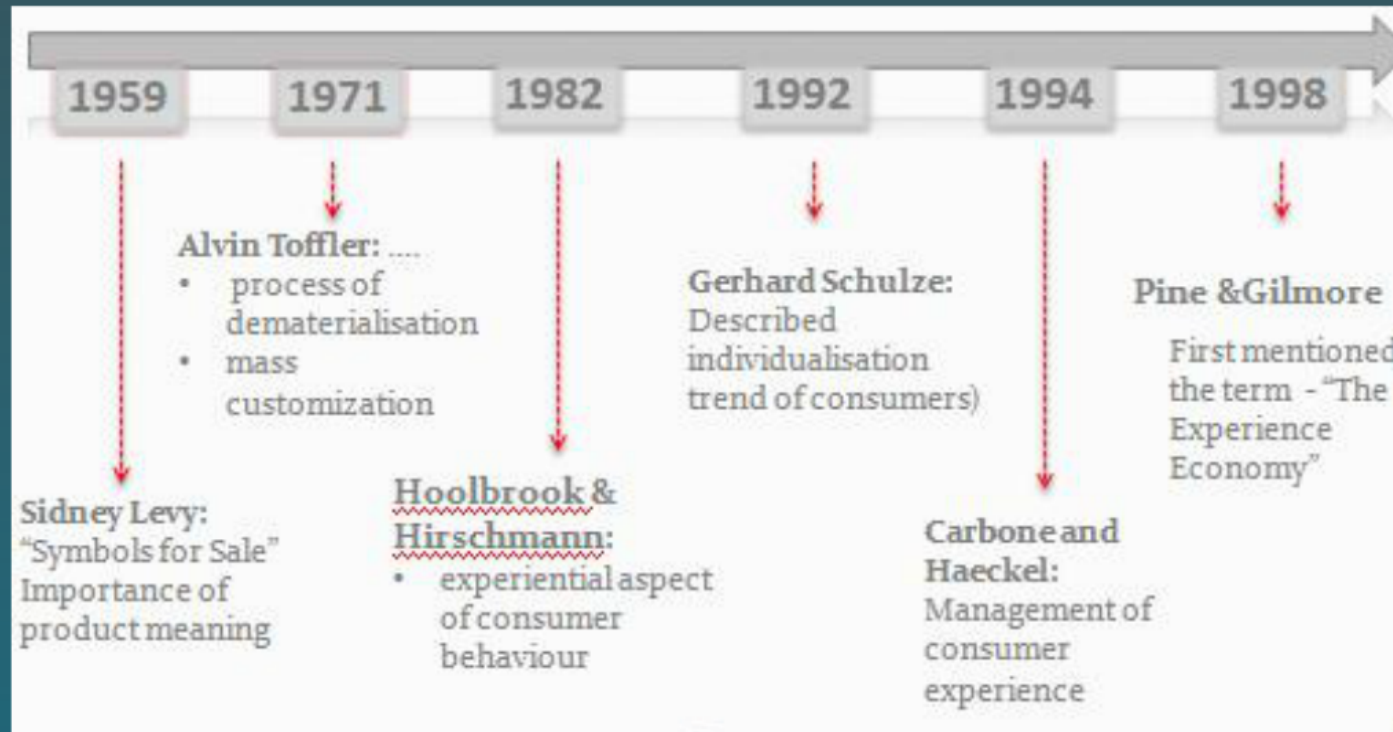 1959
1971
1982
1992
1994
1998
Alvin Toffler: ....
• process of
dematerialisation
• mass
customization
Gerhard Schulze:
Described
individualisation
trend of consumers)
Pine &Gilmore
First mentioned
the term - “The
Experience
Economy”
Sidney Levy:
“Symbols for Sale”
Importance of
product meaning
Hoolbrook &
Hirschmann:
• experiential aspect
of consumer
behaviour
Carbone and
Haeckel:
Management of
consumer
experience